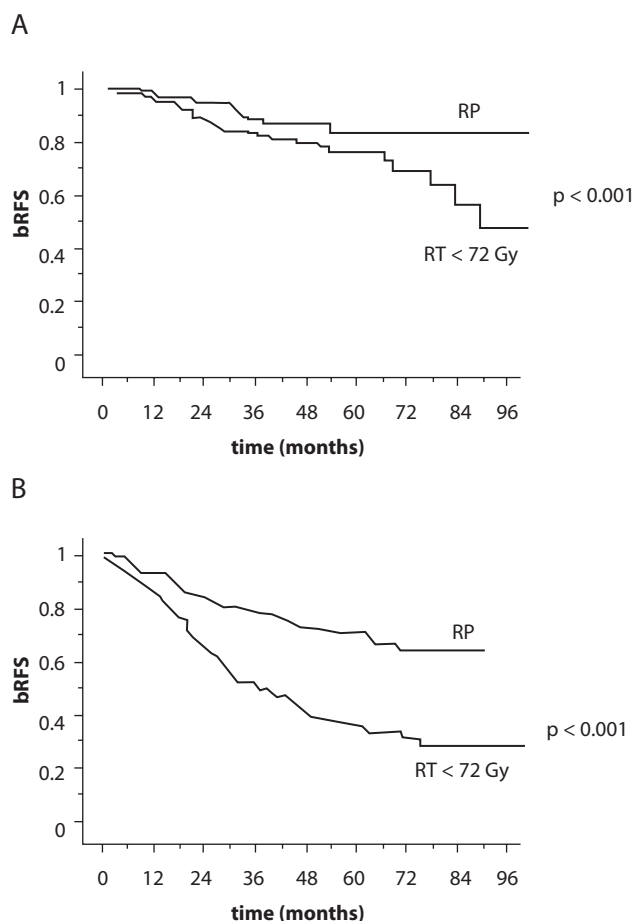 A
1
0.8
0.6
0.4
0.2
0
bRFS
RP
p < 0.001
RT < 72 Gy
0 12 24 36 48 60 72 84 96
time (months)
B
1
0.8
0.6
0.4
0.2
0
bRFS
RP
p < 0.001
RT < 72 Gy
0 12 24 36 48 60 72 84 96
time (months)